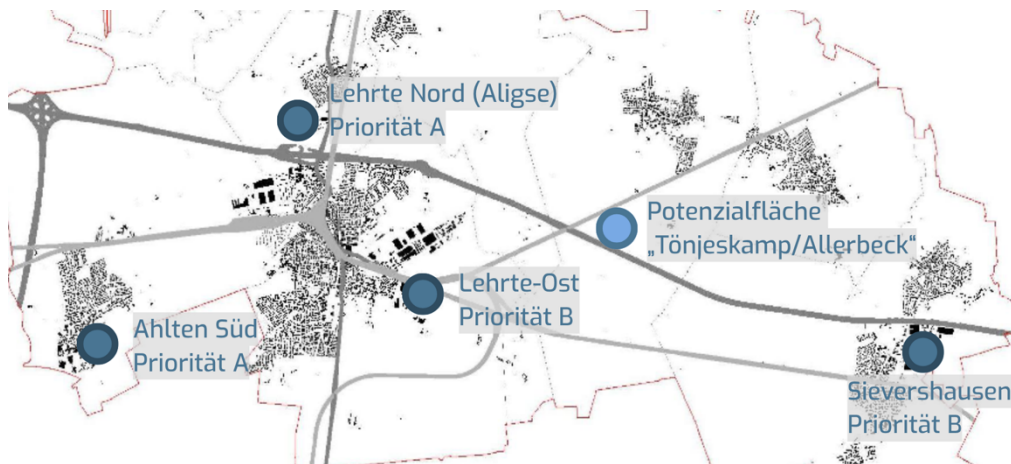 Lehrte Nord (Aligse)
Priorität A
Potenzialfläche
„Tönjeskamp/Allerbeck“
Lehrte-Ost
Priorität B
Ahlten Süd
Priorität A
Sievershausen
Priorität B